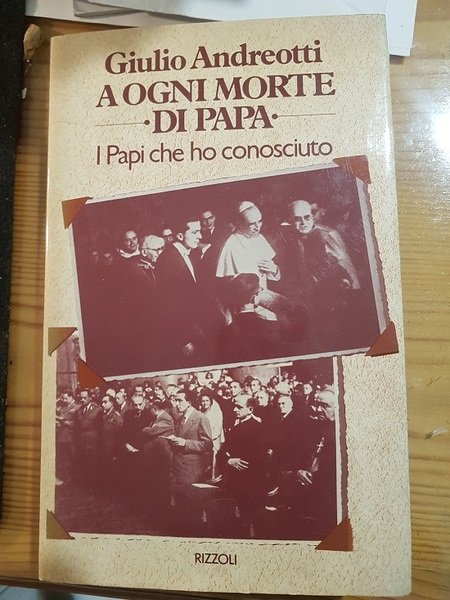 Giulio Andreotti
A OGNI MORTE
·DI PAPA·
I Papi che ho conosciuto
RIZZOLI